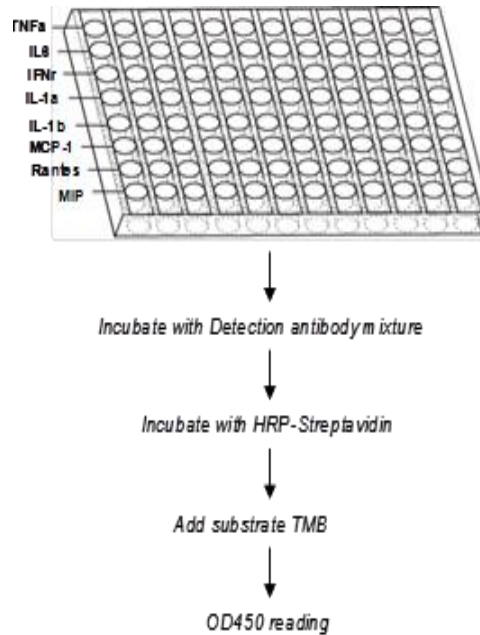 TNFa
IL6
IFNr
IL-1a
IL-1b
MCP-1
Rantes
MIP
Incubate with Detection antibody mixture
Incubate with HRP-Streptavidin
Add substrate TMB
OD450 reading